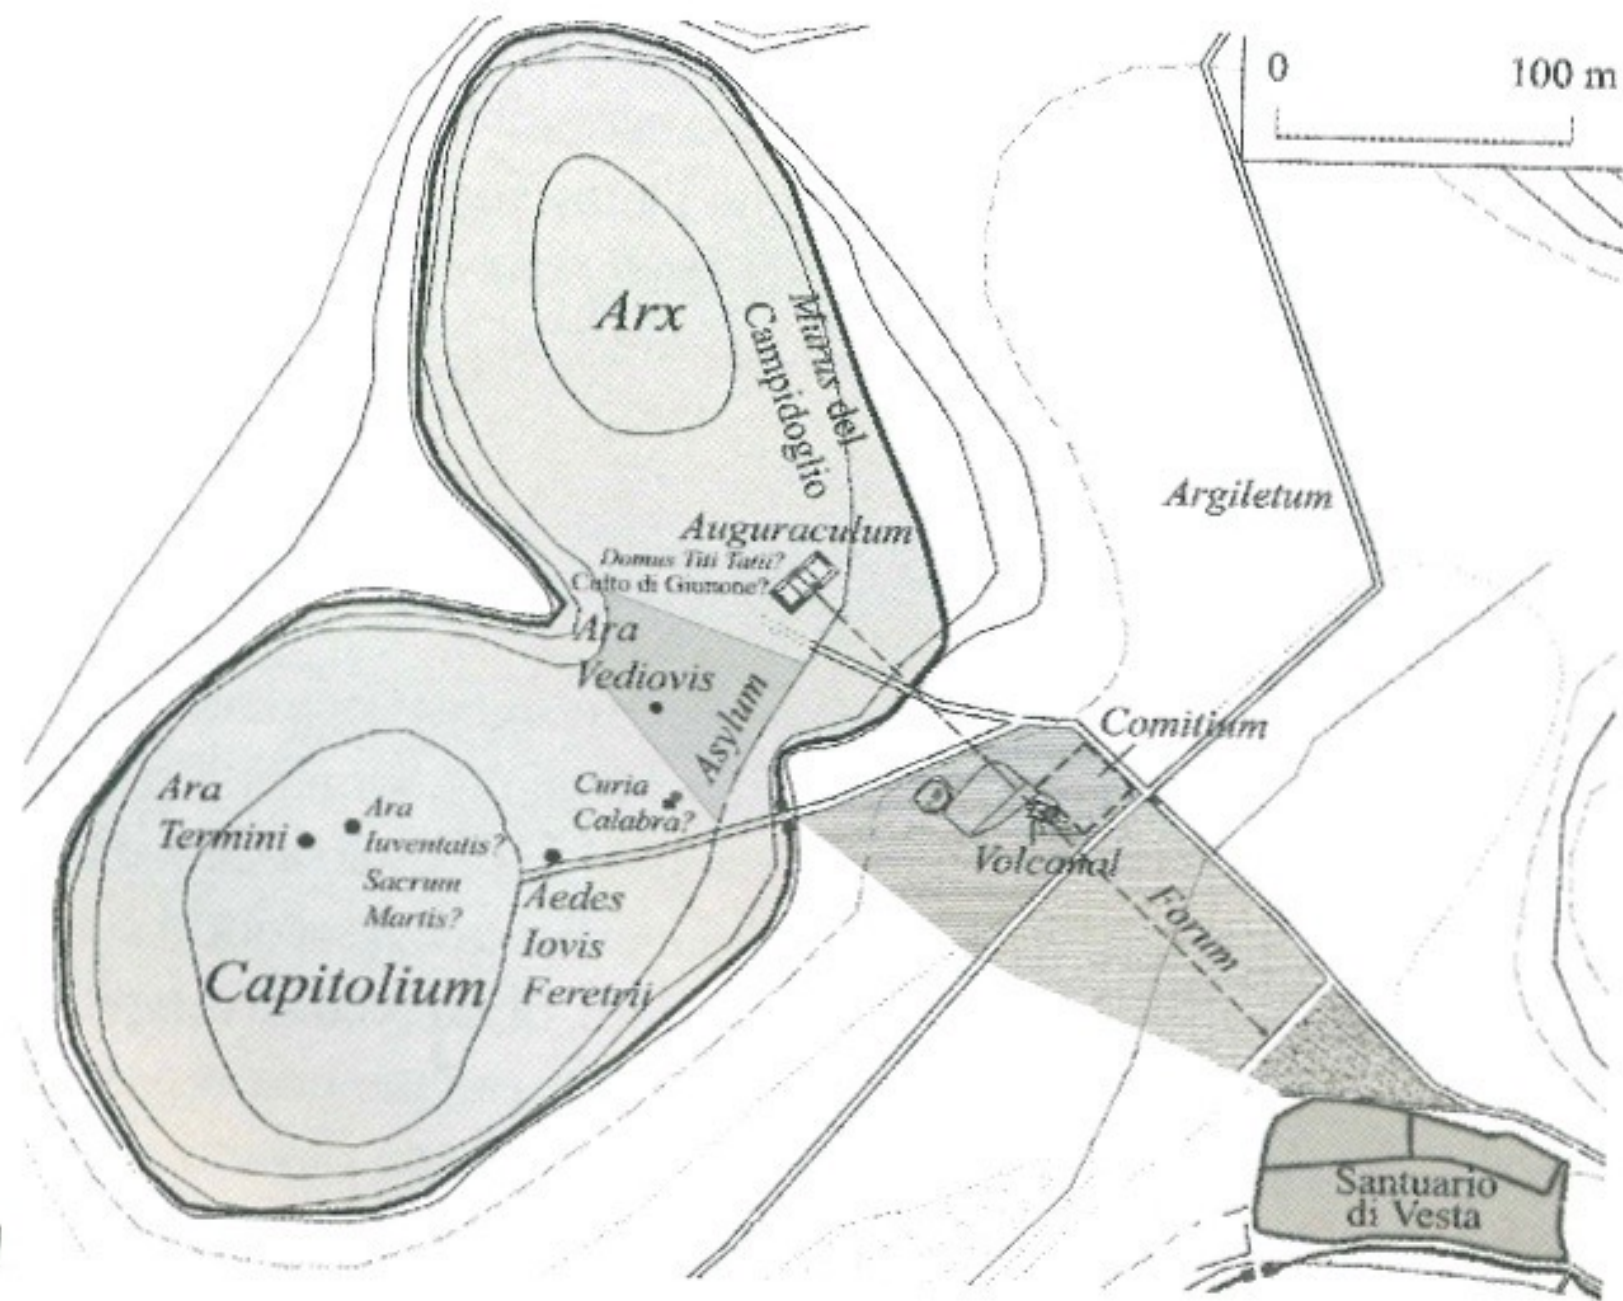 0 100 m
Arx
Murus del
Campidoglio
Argiletum
Auguraculum
Domus Titi Tatii?
Culto di Giunone?
Ara
Vediovis
Asylum
Comitium
Curia
Calabra?
Ara
Termini
Ara
Iuventatis?
Sacrum
Martis?
Volcanal
Forum
Aedes
Iovis
Feretrii
Capitolium
Santuario
di Vesta